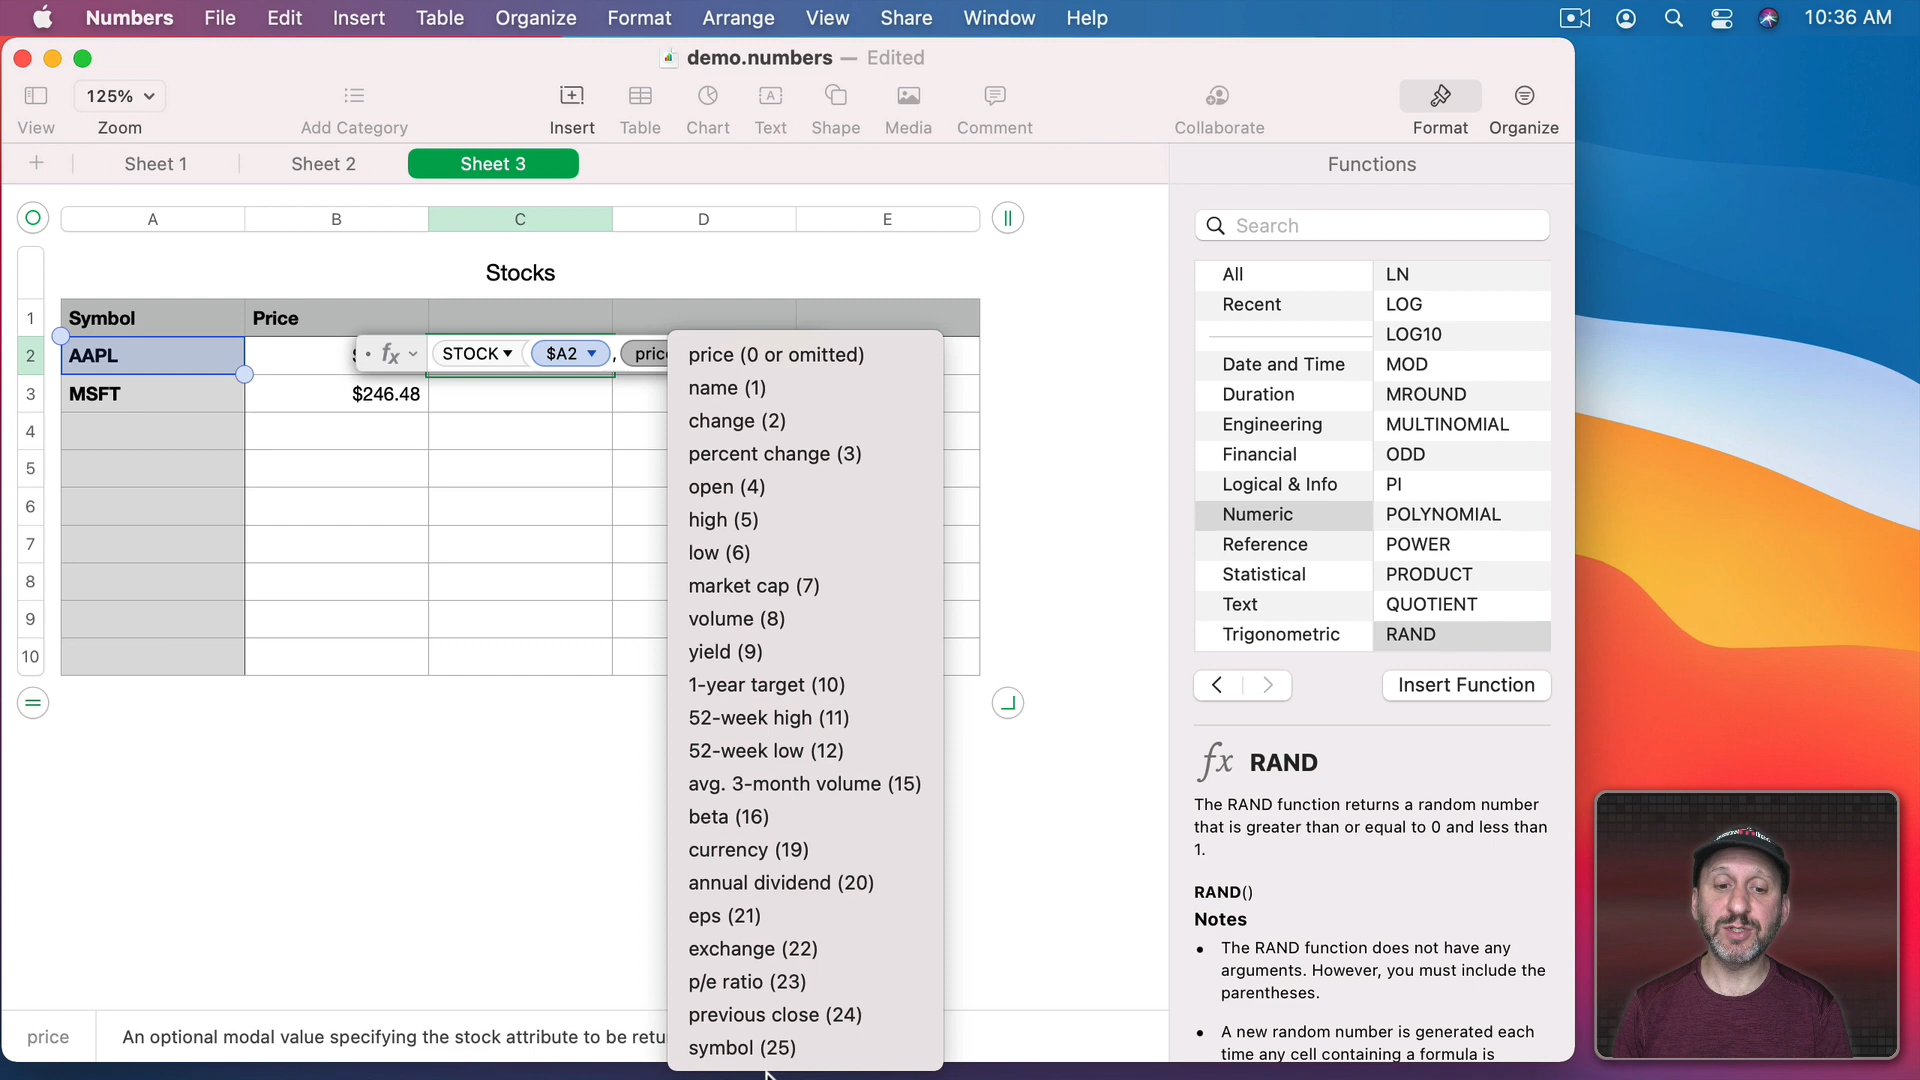 Numbers File Edit Insert Table Organize Format Arrange View Share Window Help 10:36 AM
demo.numbers — Edited
125%
View Zoom Add Category Insert Table Chart Text Shape Media Comment Collaborate Format Organize
Sheet 1 Sheet 2 Sheet 3 Functions
A B C D E
Search
Stocks
1 Symbol Price
2 AAPL
fx STOCK $A2 , price
3 MSFT $246.48
4
5
6
7
8
9
10
price (0 or omitted)
name (1)
change (2)
percent change (3)
open (4)
high (5)
low (6)
market cap (7)
volume (8)
yield (9)
1-year target (10)
52-week high (11)
52-week low (12)
avg. 3-month volume (15)
beta (16)
currency (19)
annual dividend (20)
eps (21)
exchange (22)
p/e ratio (23)
previous close (24)
symbol (25)
All
Recent
Date and Time
Duration
Engineering
Financial
Logical & Info
Numeric
Reference
Statistical
Text
Trigonometric
LN
LOG
LOG10
MOD
MROUND
MULTINOMIAL
ODD
PI
POLYNOMIAL
POWER
PRODUCT
QUOTIENT
RAND
Insert Function
fx RAND
The RAND function returns a random number
that is greater than or equal to 0 and less than
1.
RAND()
Notes
• The RAND function does not have any
arguments. However, you must include the
parentheses.
• A new random number is generated each
time any cell containing a formula is
price An optional modal value specifying the stock attribute to be retu